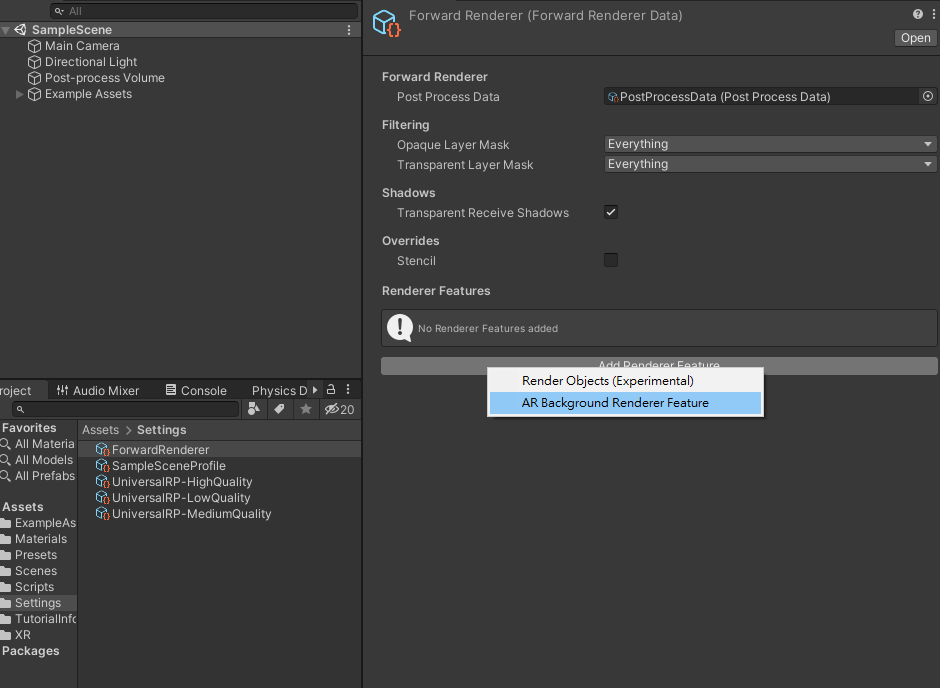 All
SampleScene
Main Camera
Directional Light
Post-process Volume
Example Assets
roject
Audio Mixer
Console
Physics D
20
Favorites
All Materia
All Models
All Prefabs
Assets
ExampleAs
Materials
Presets
Scenes
Scripts
Settings
TutorialInfo
XR
Packages
Assets > Settings
ForwardRenderer
SampleSceneProfile
UniversalRP-HighQuality
UniversalRP-LowQuality
UniversalRP-MediumQuality
Forward Renderer (Forward Renderer Data)
Open
Forward Renderer
Post Process Data
PostProcessData (Post Process Data)
Filtering
Opaque Layer Mask
Everything
Transparent Layer Mask
Everything
Shadows
Transparent Receive Shadows
Overrides
Stencil
Renderer Features
No Renderer Features added
Add Renderer Feature
Render Objects (Experimental)
AR Background Renderer Feature